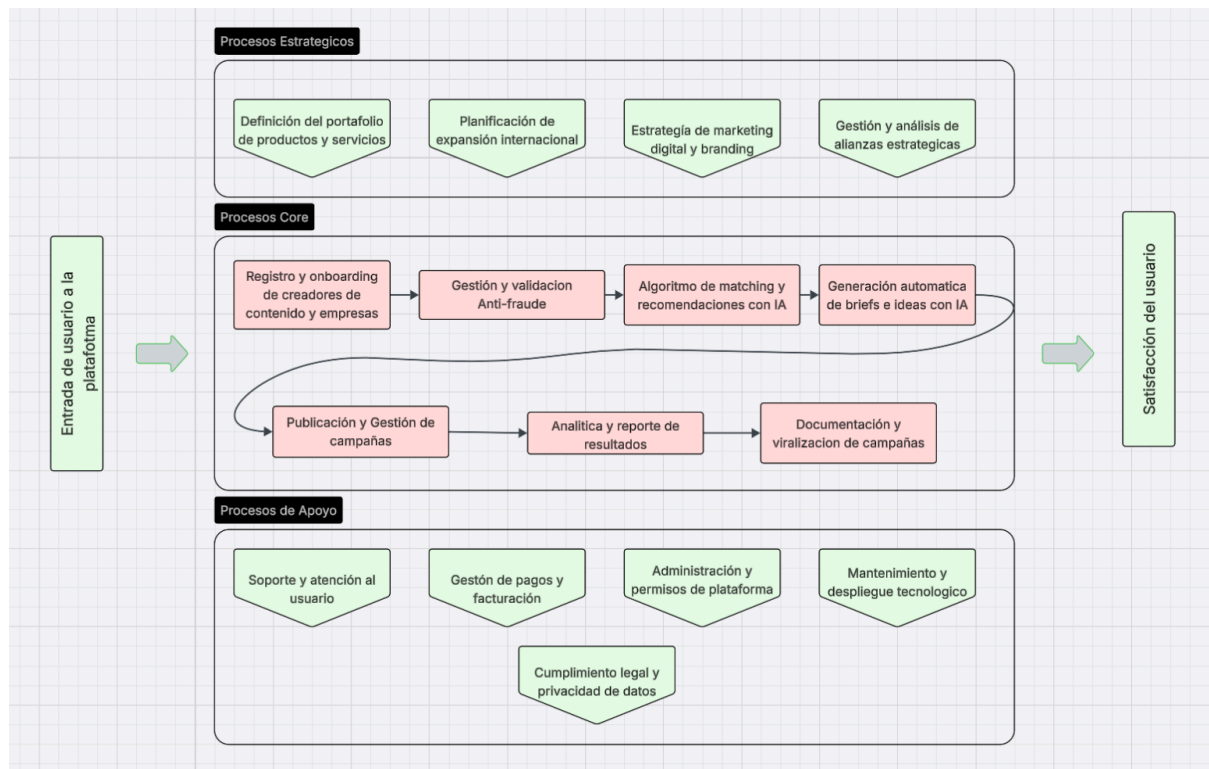 Procesos Estrategicos
Definición del portafolio
de productos y servicios
Planificación de
expansión internacional
Estrategía de marketing
digital y branding
Gestión y análisis de
alianzas estrategicas
Procesos Core
Entrada de usuario a la
platafotma
Registro y onboarding
de creadores de
contenido y empresas
Gestión y validacion
Anti-fraude
Algoritmo de matching y
recomendaciones con IA
Generación automatica
de briefs e ideas con IA
Publicación y Gestión de
campañas
Analitica y reporte de
resultados
Documentación y
viralizacion de campañas
Satisfacción del usuario
Procesos de Apoyo
Soporte y atención al
usuario
Gestón de pagos y
facturación
Administración y
permisos de plataforma
Mantenimiento y
despliegue tecnologico
Cumplimiento legal y
privacidad de datos